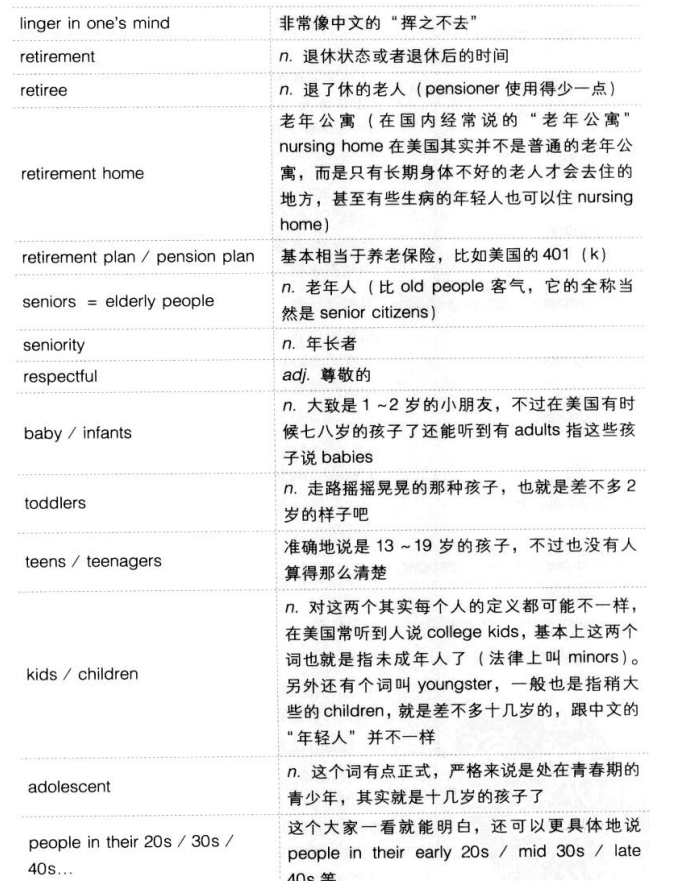 linger in one's mind 非常像中文的“挥之不去”
retirement n. 退休状态或者退休后的时间
retiree n. 退了休的老人（pensioner 使用得少一点）
retirement home
老年公寓（在国内经常说的“老年公寓”
nursing home 在美国其实并不是普通的老年公
寓，而是只有长期身体不好的老人才会去住的
地方，甚至有些生病的年轻人也可以住 nursing
home）
retirement plan / pension plan 基本相当于养老保险，比如美国的 401（k）
seniors = elderly people
n. 老年人（比 old people 客气，它的全称当
然是 senior citizens）
seniority n. 年长者
respectful adj. 尊敬的
baby / infants
n. 大致是 1 ~2 岁的小朋友，不过在美国有时
候七八岁的孩子了还能听到有 adults 指这些孩
子说 babies
toddlers
n. 走路摇摇晃晃的那种孩子，也就是差不多 2
岁的样子吧
teens / teenagers
准确地说是 13 ~19 岁的孩子，不过也没有人
算得那么清楚
kids / children
n. 对这两个其实每个人的定义都可能不一样，
在美国常听到人说 college kids，基本上这两个
词也就是指未成年人了（法律上叫 minors）。
另外还有个词叫 youngster，一般也是指稍大
些的 children，就是差不多十几岁的，跟中文的
“年轻人”并不一样
adolescent
n. 这个词有点正式，严格来说是处在青春期的
青少年，其实就是十几岁的孩子了
people in their 20s / 30s /
40s...
这个大家一看就能明白，还可以更具体地说
people in their early 20s / mid 30s / late
40s 等